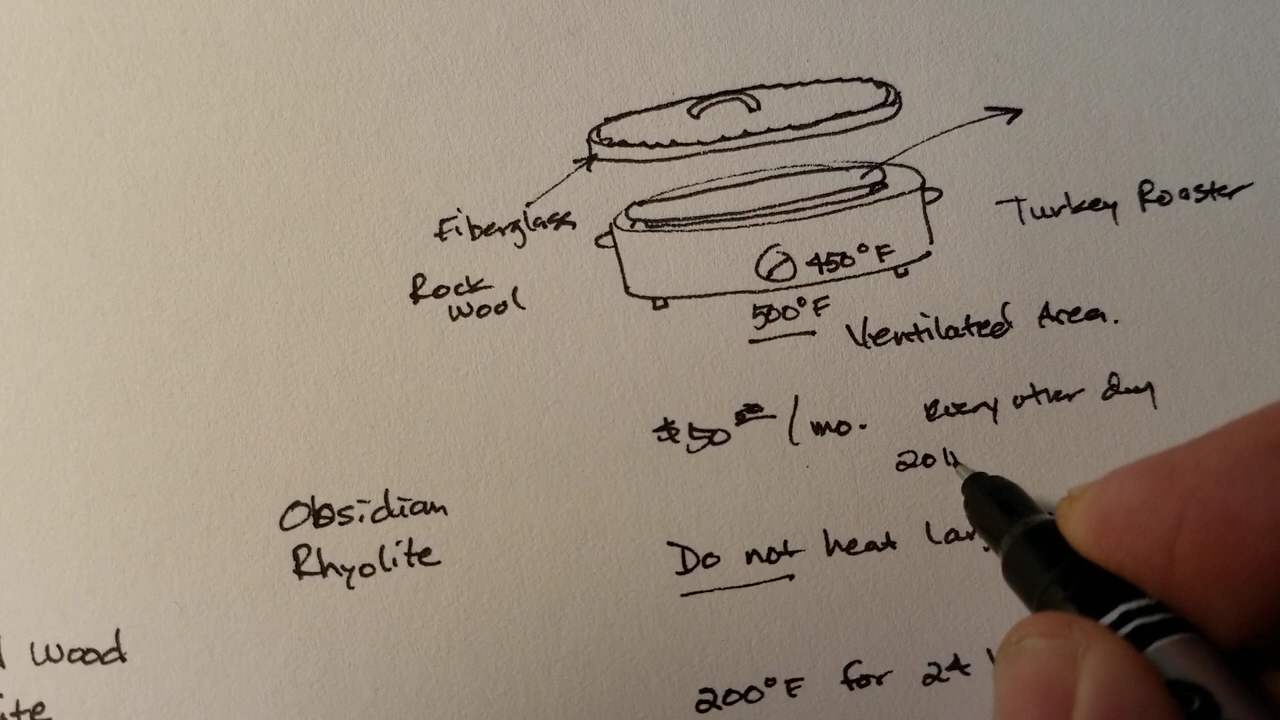 Fiberglass
Rock
Wool
450°F
500°F
Turkey Roaster
Ventilated Area.
$50 / mo. Every other day
Obsidian
Rhyolite
Do not heat
wood
200°F for 24